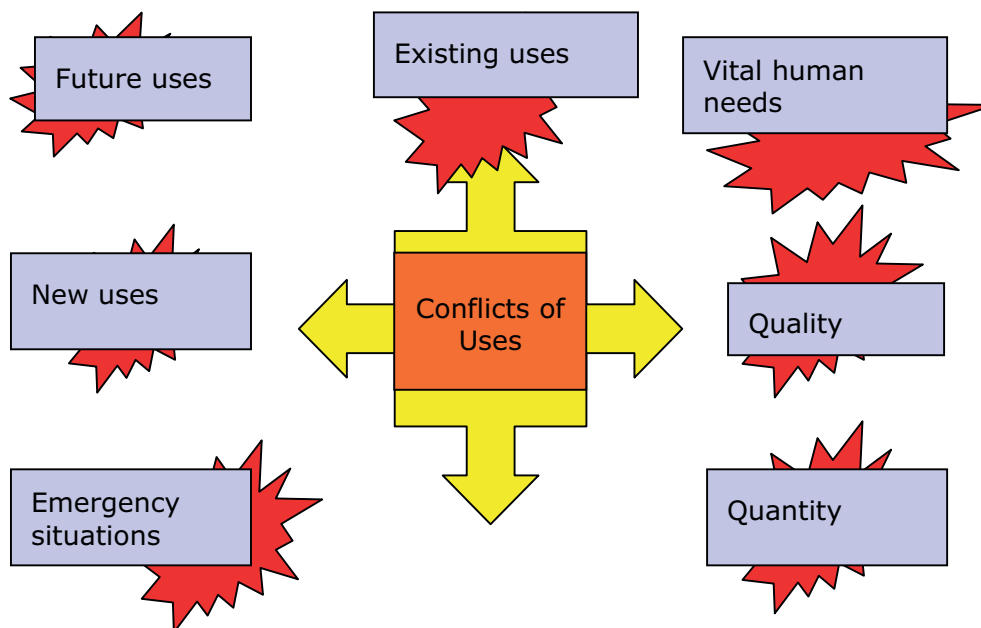 Future uses
Existing uses
Vital human
needs
New uses
Conflicts of
Uses
Quality
Emergency
situations
Quantity